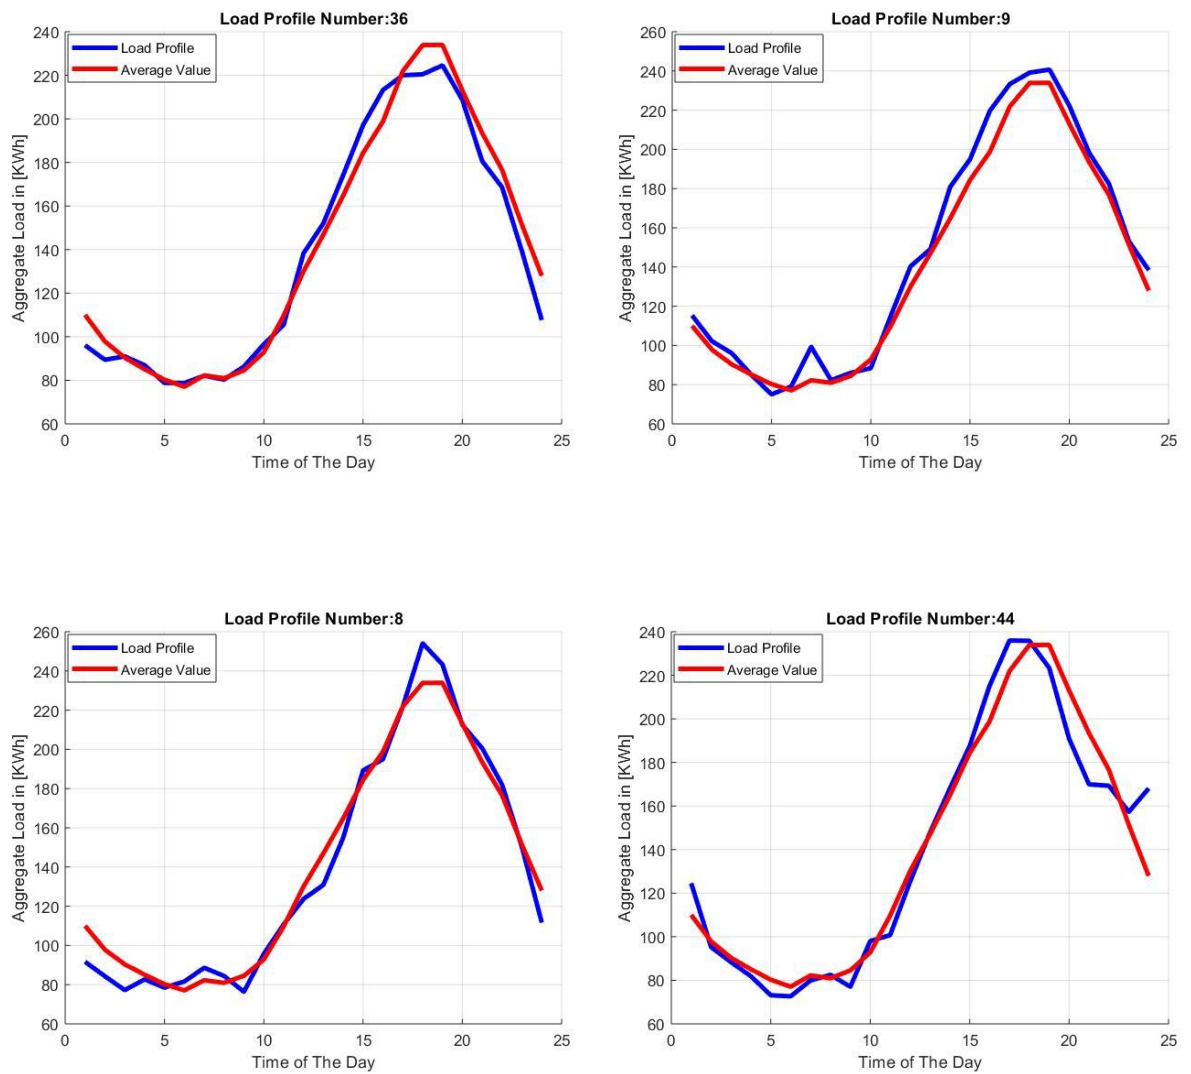 Load Profile Number:36
Load Profile
Average Value
Aggregate Load in [KWh]
240
220
200
180
160
140
120
100
80
60
0 5 10 15 20 25
Time of The Day
Load Profile Number:9
Load Profile
Average Value
Aggregate Load in [KWh]
260
240
220
200
180
160
140
120
100
80
60
0 5 10 15 20 25
Time of The Day
Load Profile Number:8
Load Profile
Average Value
Aggregate Load in [KWh]
260
240
220
200
180
160
140
120
100
80
60
0 5 10 15 20 25
Time of The Day
Load Profile Number:44
Load Profile
Average Value
Aggregate Load in [KWh]
240
220
200
180
160
140
120
100
80
60
0 5 10 15 20 25
Time of The Day